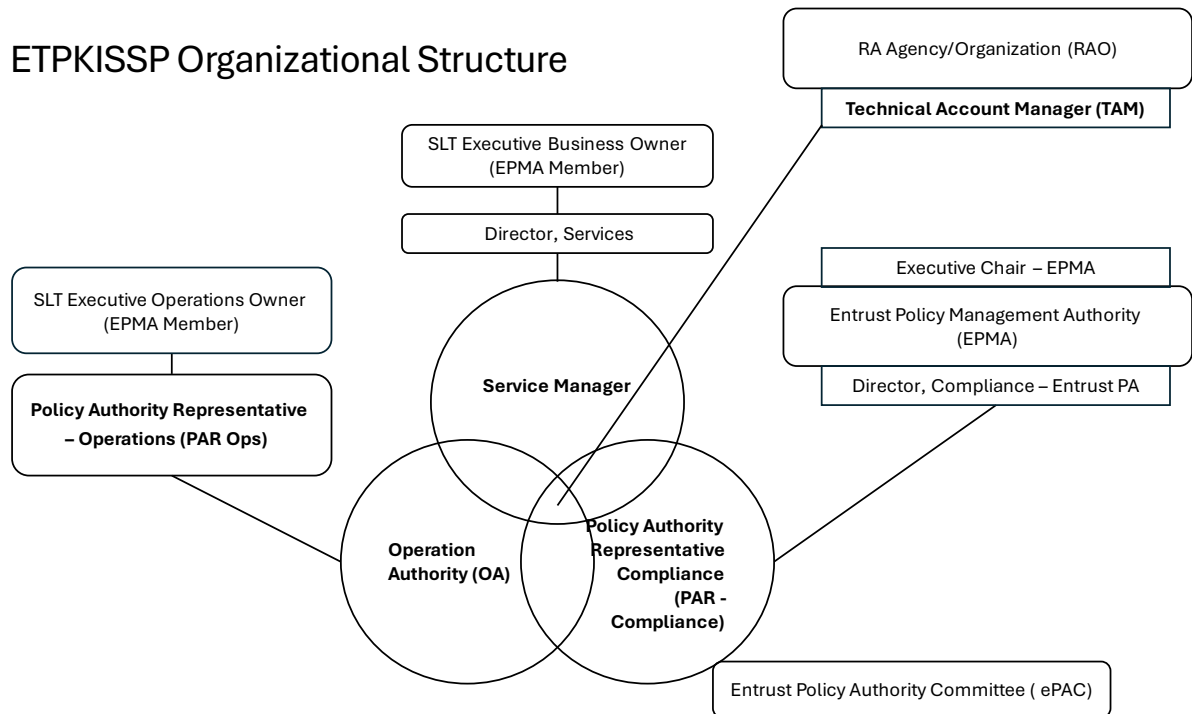 ETPKISSP Organizational Structure
RA Agency/Organization (RAO)
Technical Account Manager (TAM)
SLT Executive Business Owner
(EPMA Member)
Director, Services
Executive Chair – EPMA
Entrust Policy Management Authority
(EPMA)
Director, Compliance – Entrust PA
SLT Executive Operations Owner
(EPMA Member)
Policy Authority Representative
– Operations (PAR Ops)
Service Manager
Operation
Authority (OA)
Policy Authority
Representative
Compliance
(PAR -
Compliance)
Entrust Policy Authority Committee ( ePAC)